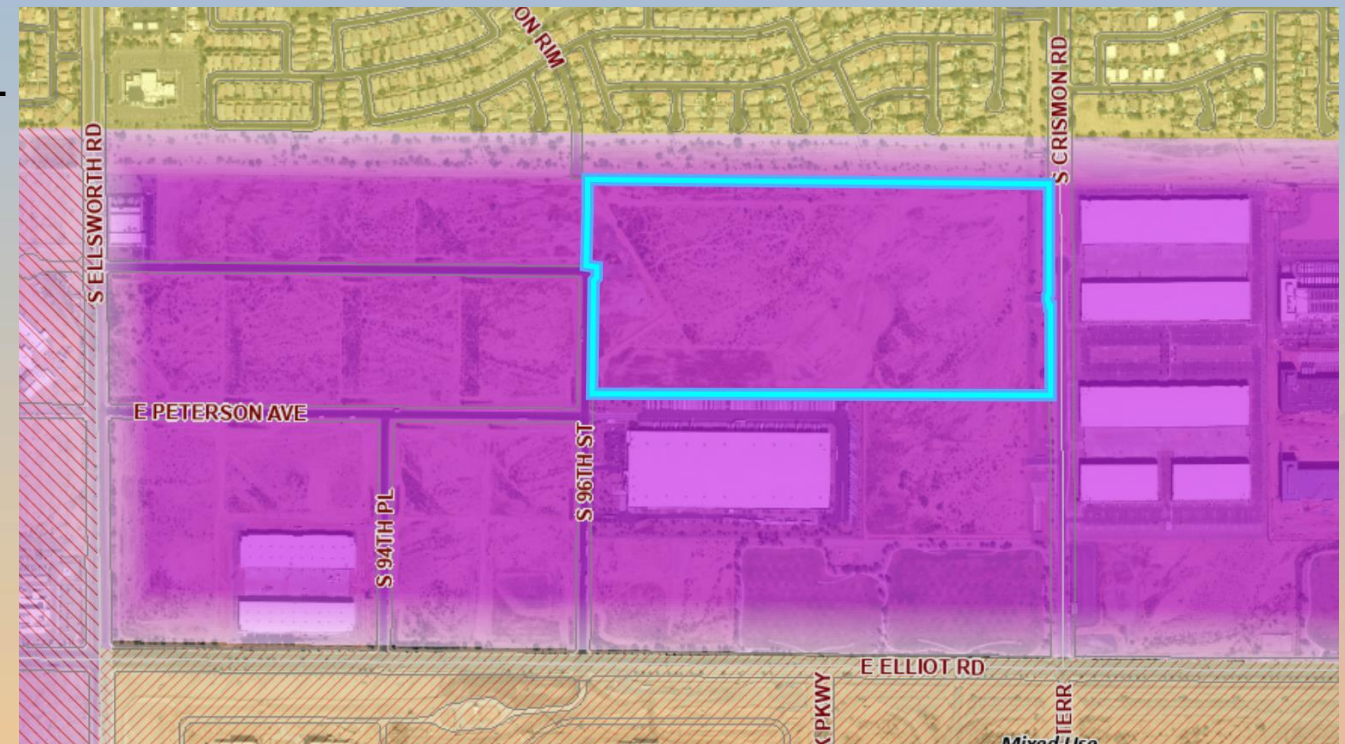 ON RIM
S CRISMON RD
S ELLSWORTH RD
E PETERSON AVE
S 96TH ST
S 94TH PL
E ELLIOT RD
K PKWY
TERR
Mixed Use